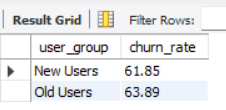 Result Grid Filter Rows:
user_group churn_rate
New Users 61.85
Old Users 63.89